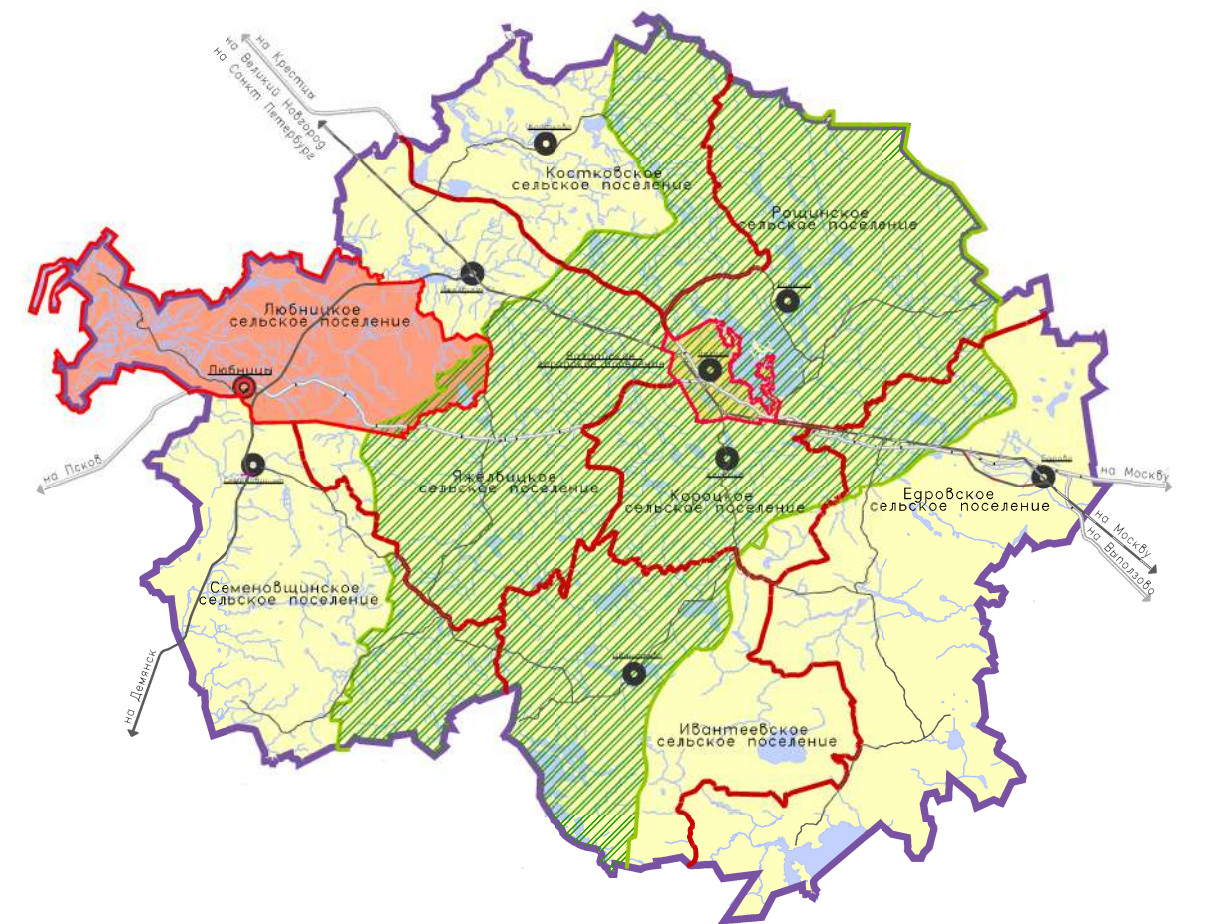 на Крестцы
на Великий Новгород
на Санкт Петербург
Костковское
сельское поселение
Рощинское
сельское поселение
Любницкое
сельское поселение
Любницы
на Псков
Яжелбицкое
сельское поселение
Короцкое
сельское поселение
Едровское
сельское поселение
на Москву
на Москву
на Выползово
Семеновщинское
сельское поселение
на Демянск
Ивантеевское
сельское поселение